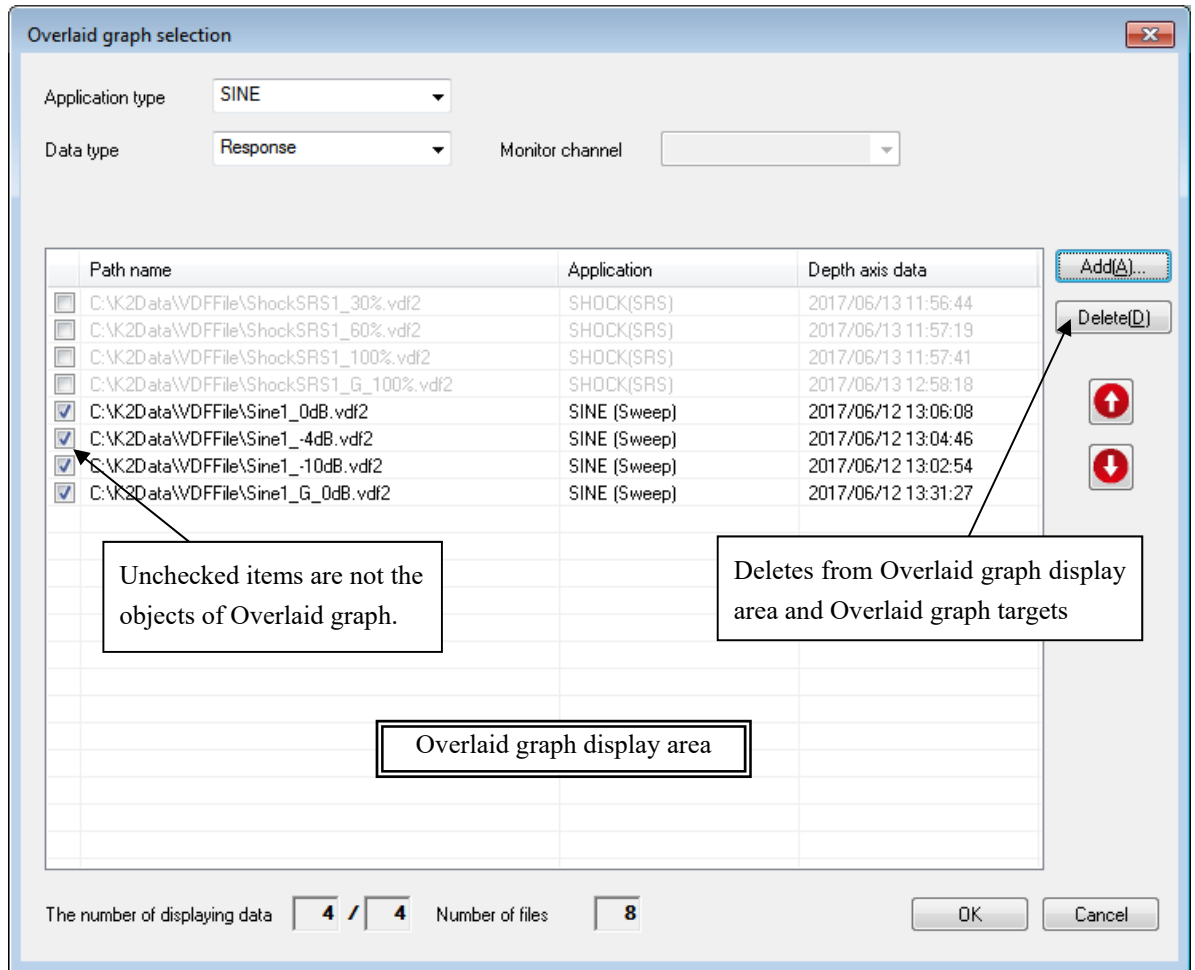 Overlaid graph selection
Application type SINE
Data type Response Monitor channel
Path name Application Depth axis data
C:\K2Data\VDFFile\ShockSRS1_30%.vdf2 SHOCK(SRS) 2017/06/13 11:56:44
C:\K2Data\VDFFile\ShockSRS1_60%.vdf2 SHOCK(SRS) 2017/06/13 11:57:19
C:\K2Data\VDFFile\ShockSRS1_100%.vdf2 SHOCK(SRS) 2017/06/13 11:57:41
C:\K2Data\VDFFile\ShockSRS1_G_100%.vdf2 SHOCK(SRS) 2017/06/13 12:58:18
C:\K2Data\VDFFile\Sine1_0dB.vdf2 SINE (Sweep) 2017/06/12 13:06:08
C:\K2Data\VDFFile\Sine1_-4dB.vdf2 SINE (Sweep) 2017/06/12 13:04:46
C:\K2Data\VDFFile\Sine1_-10dB.vdf2 SINE (Sweep) 2017/06/12 13:02:54
C:\K2Data\VDFFile\Sine1_G_0dB.vdf2 SINE (Sweep) 2017/06/12 13:31:27
Add(A)...
Delete(D)
Unchecked items are not the
objects of Overlaid graph.
Deletes from Overlaid graph display
area and Overlaid graph targets
Overlaid graph display area
The number of displaying data 4 / 4 Number of files 8
OK Cancel